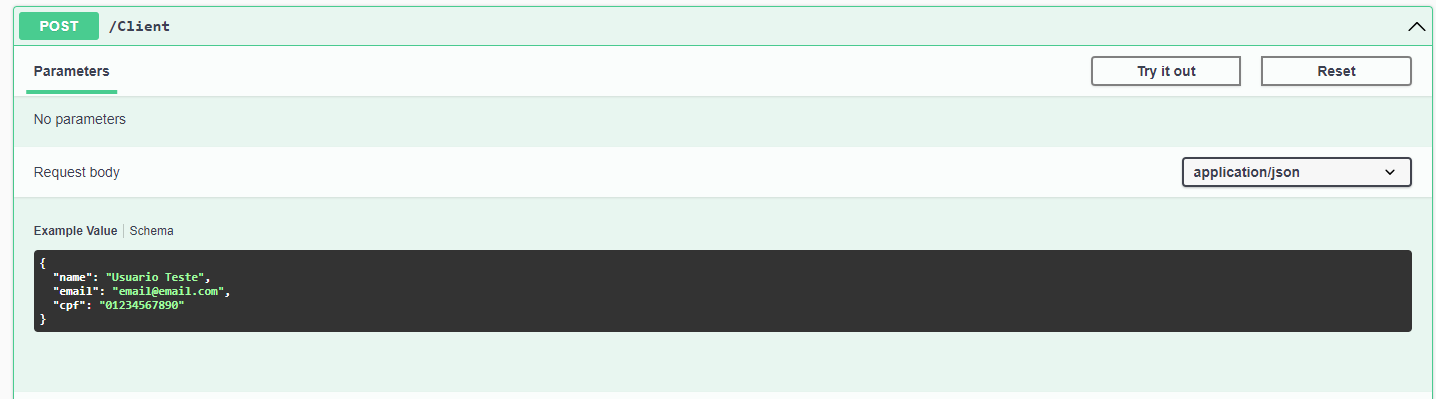 POST /Client
Parameters Try it out Reset
No parameters
Request body application/json
Example Value Schema
{
"name": "Usuario Teste",
"email": "email@email.com",
"cpf": "01234567890"
}